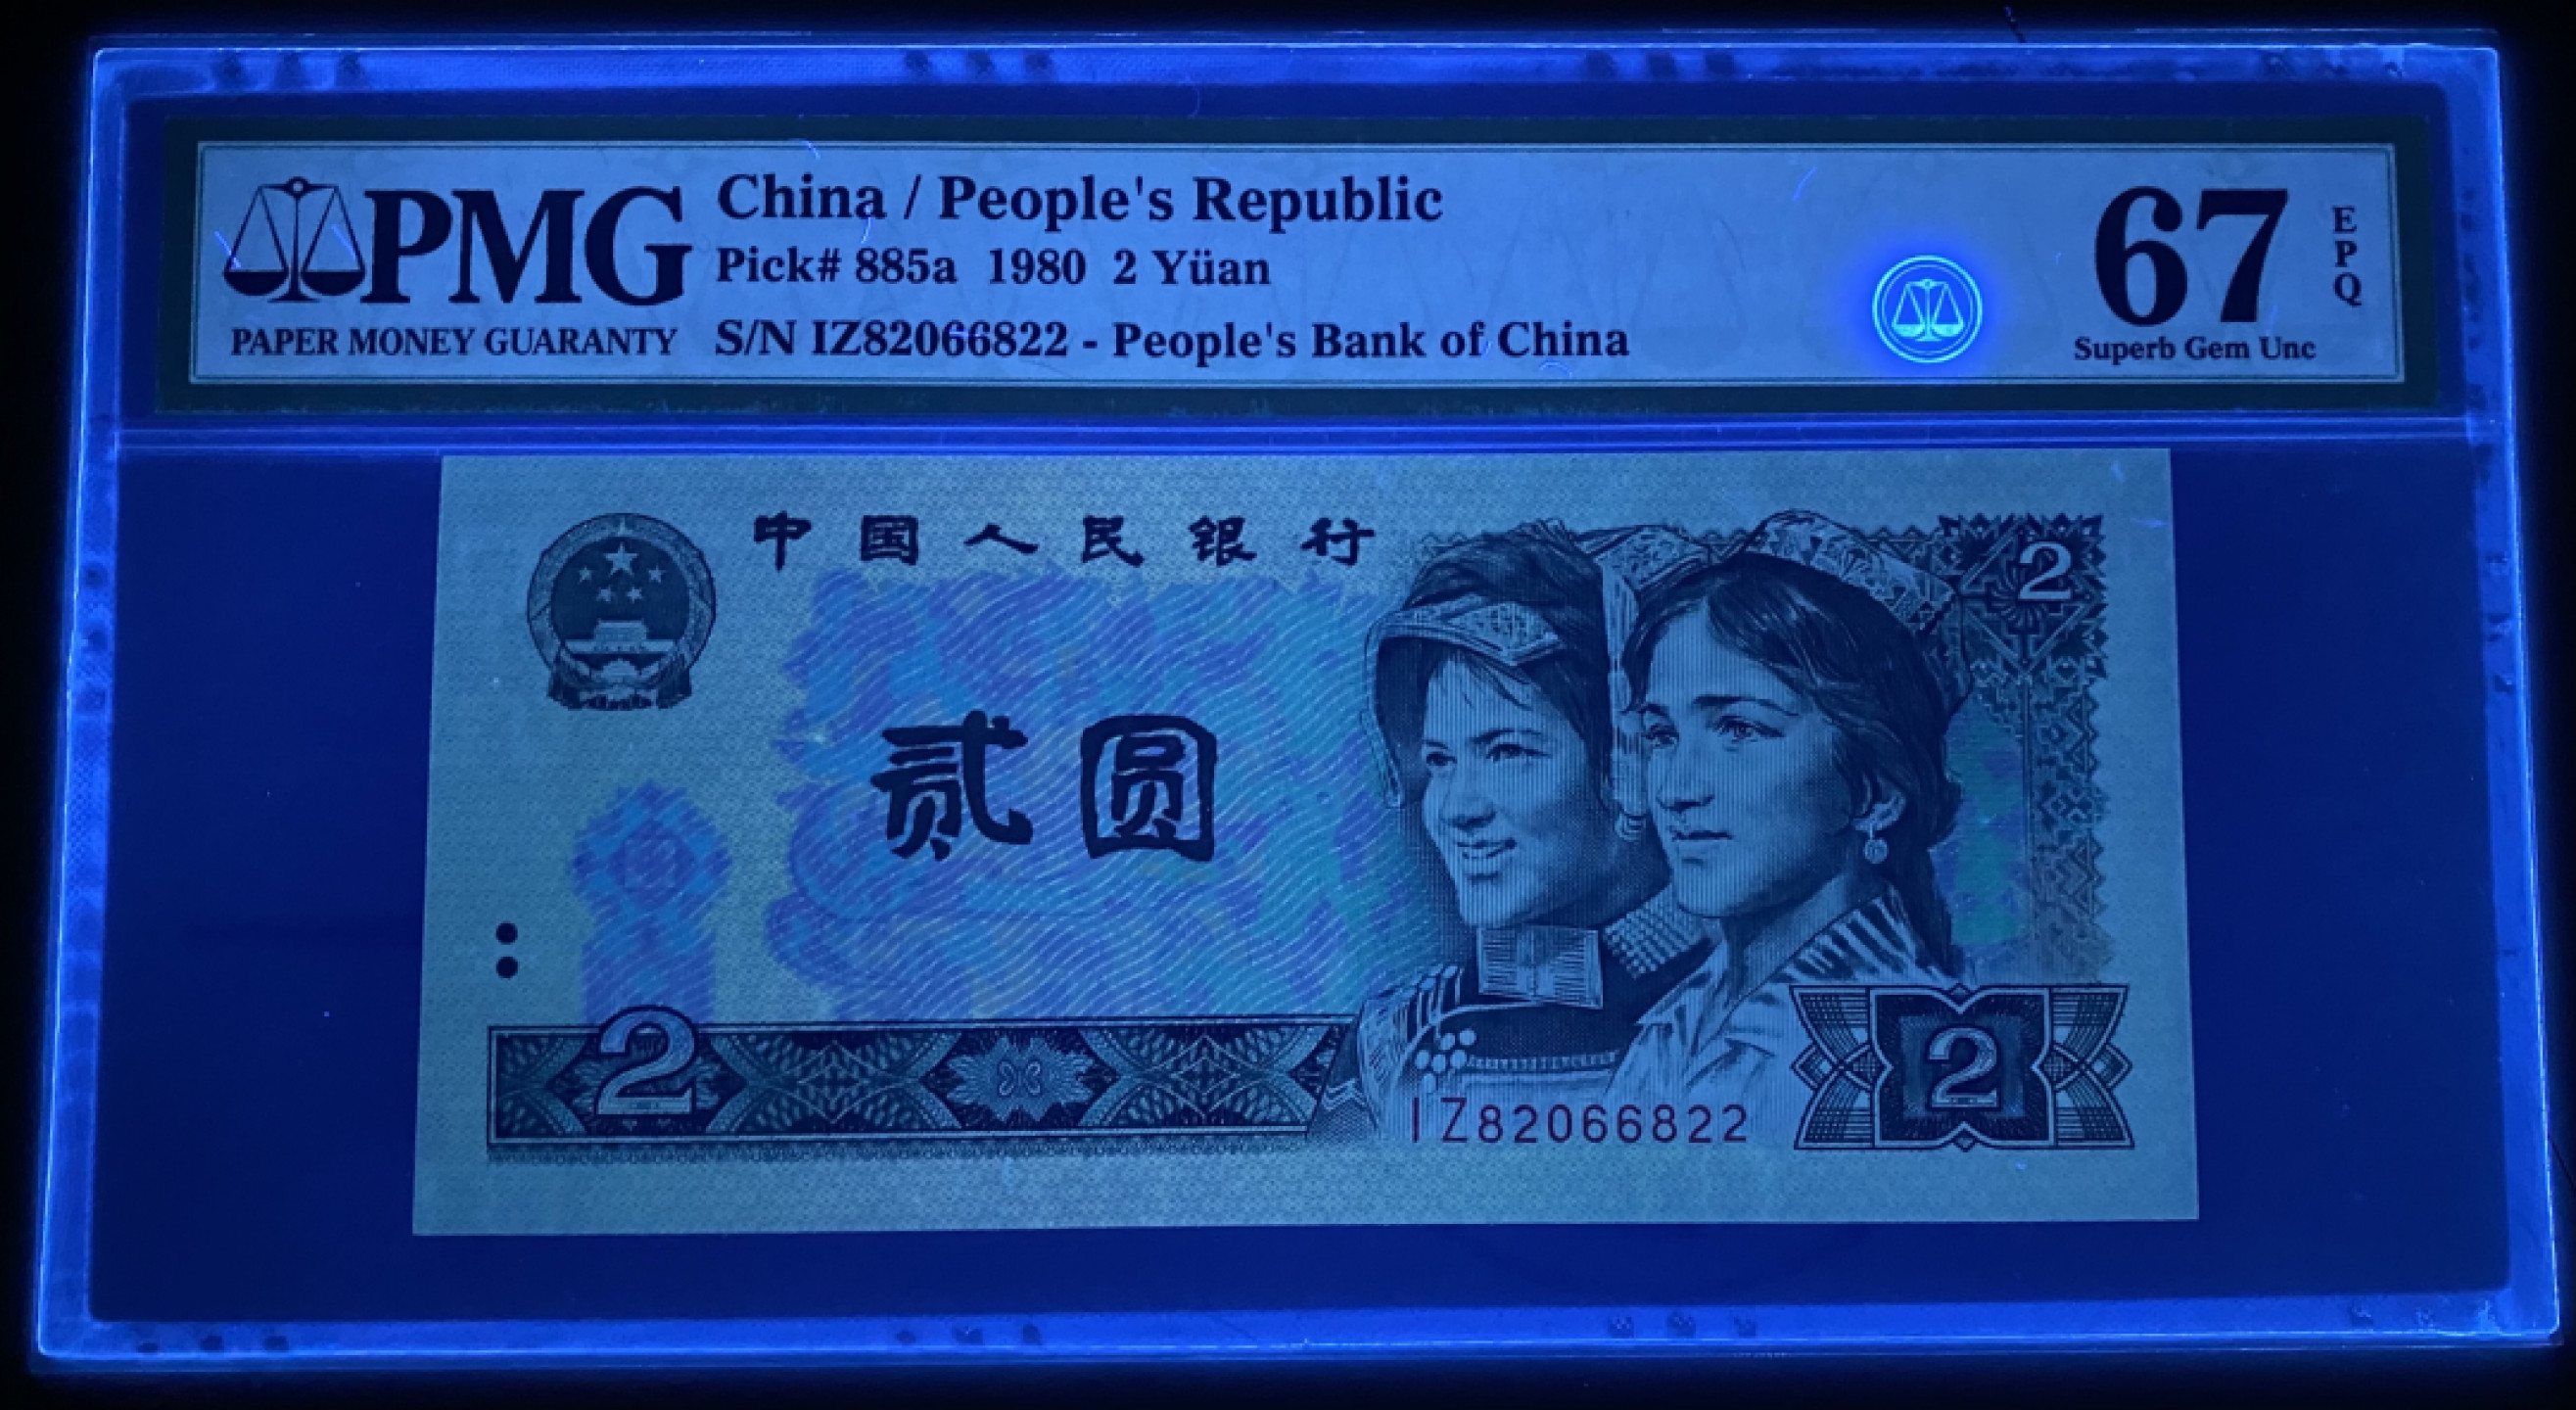 PMG
PAPER MONEY GUARANTY
China / People's Republic
Pick# 885a 1980 2 Yüan
S/N IZ82066822 - People's Bank of China
67
EPQ
Superb Gem Unc
中国人民银行
2
贰圆
2
IZ82066822
2